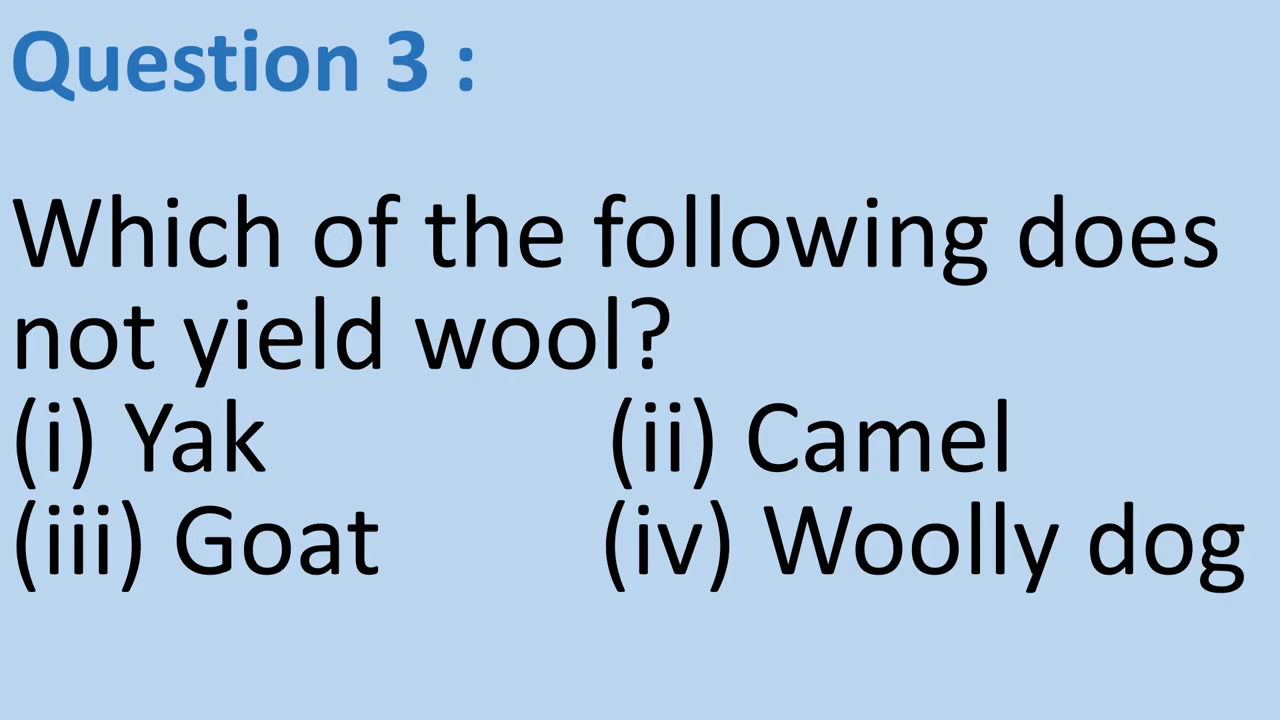 Question 3 :
Which of the following does
not yield wool?
(i) Yak (ii) Camel
(iii) Goat (iv) Woolly dog